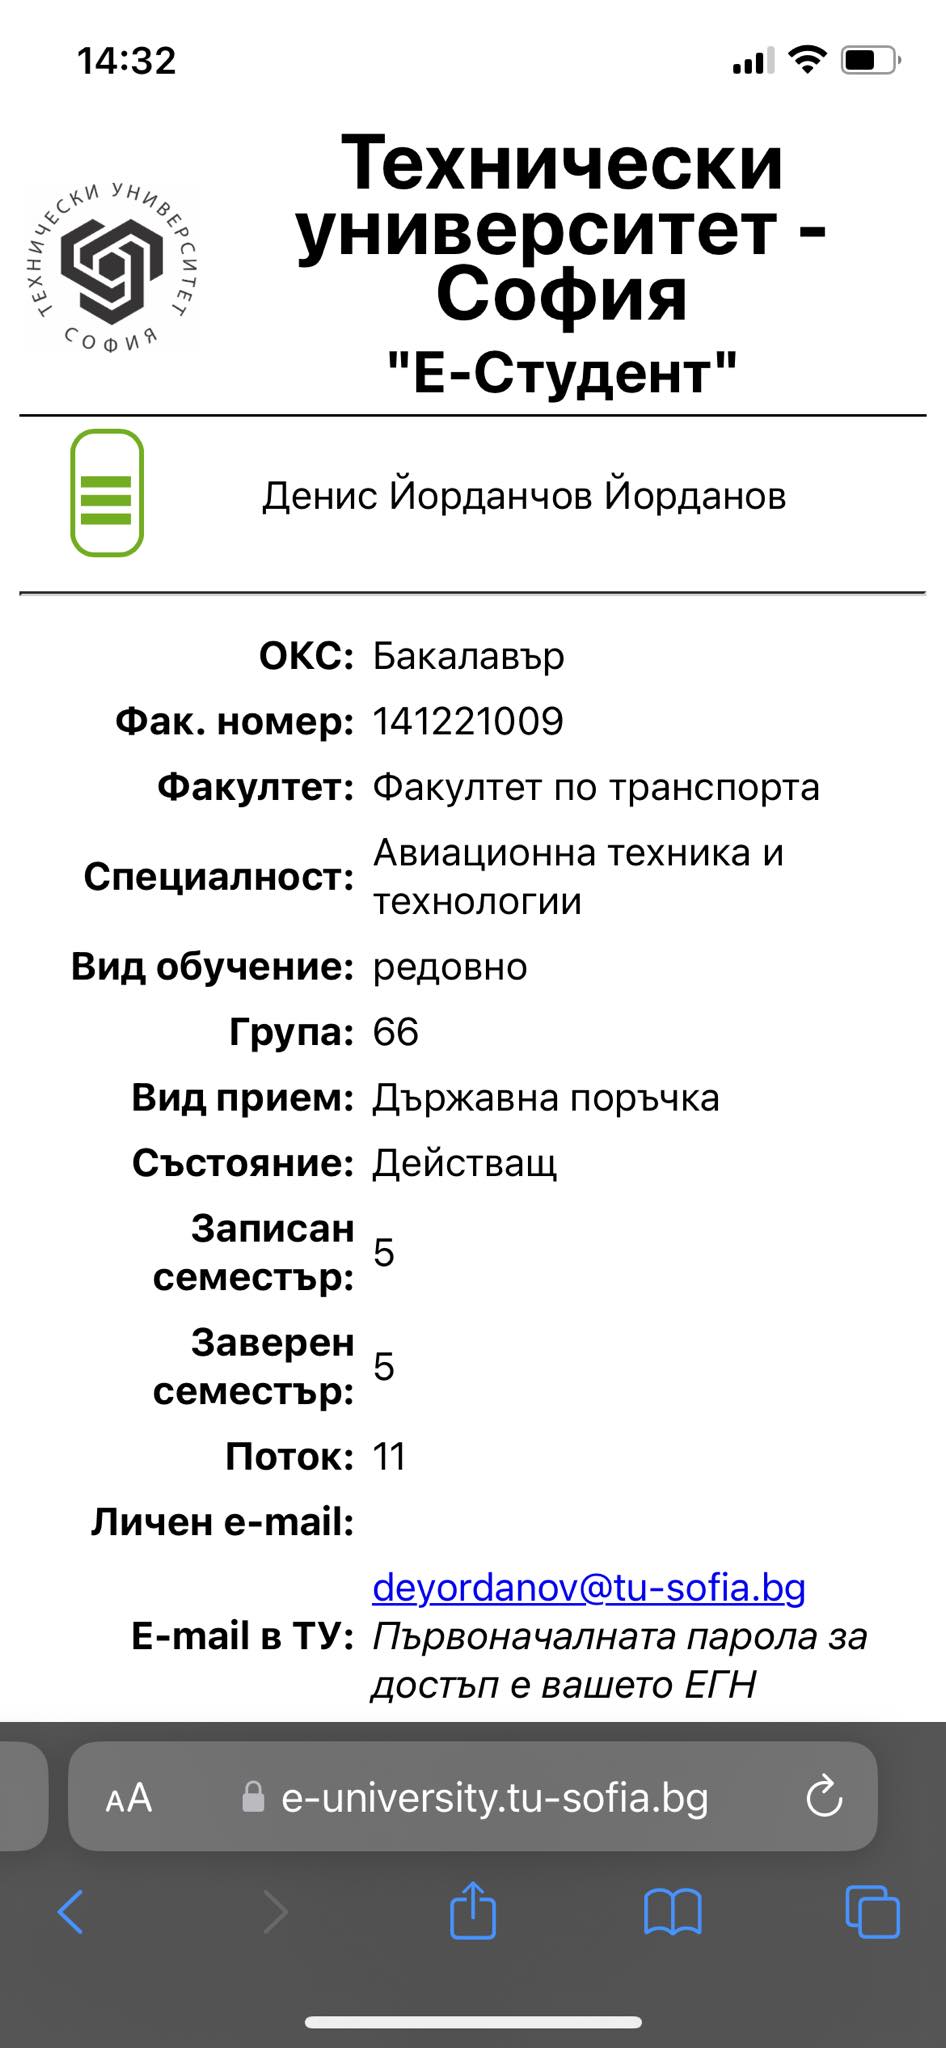 14:32
ТЕХНИЧЕСКИ УНИВЕРСИТЕТ
СОФИЯ
Технически
университет -
София
"Е-Студент"
Денис Йорданчов Йорданов
ОКС: Бакалавър
Фак. номер: 141221009
Факултет: Факултет по транспорта
Специалност: Авиационна техника и
технологии
Вид обучение: редовно
Група: 66
Вид прием: Държавна поръчка
Състояние: Действащ
Записан
семестър: 5
Заверен
семестър: 5
Поток: 11
Личен e-mail:
E-mail в ТУ: deyordanov@tu-sofia.bg
Първоначалната парола за
достъп е вашето ЕГН
AA e-university.tu-sofia.bg